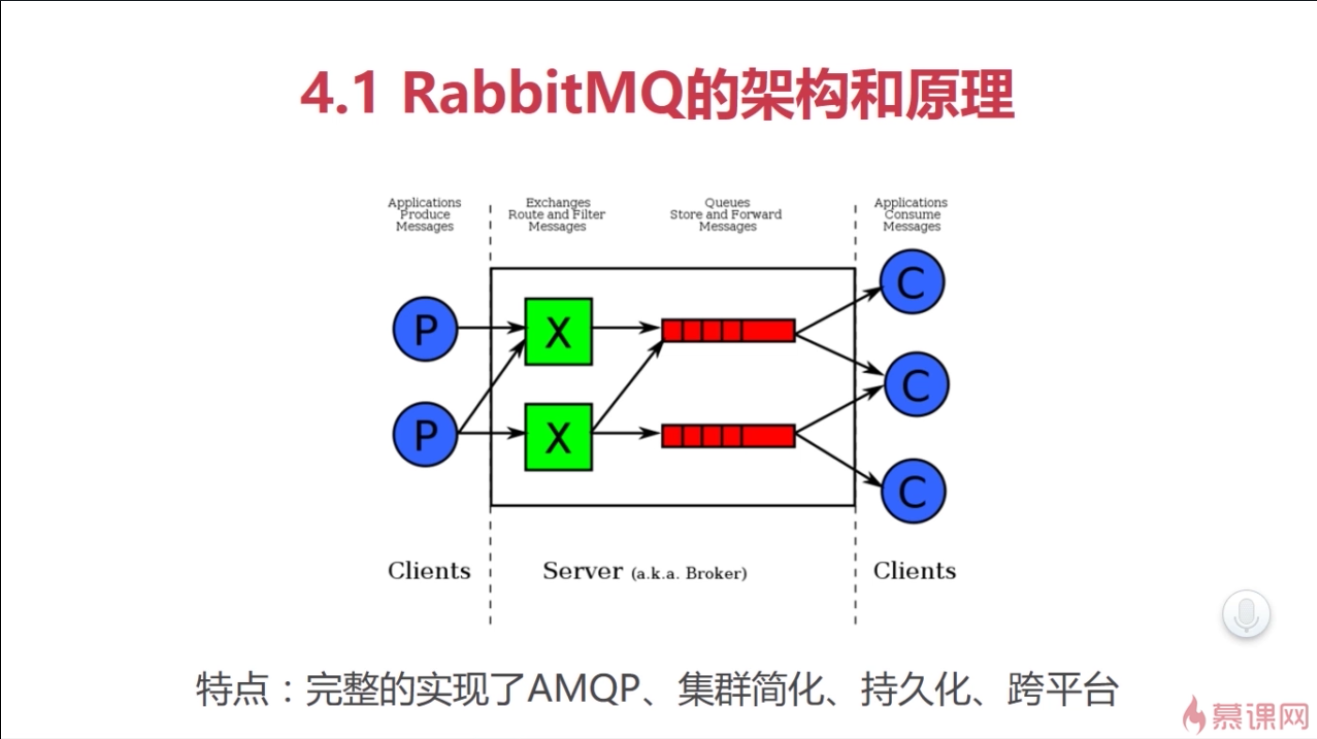 4.1 RabbitMQ的架构和原理
Applications
Produce
Messages
Exchanges
Route and Filter
Messages
Queues
Store and Forward
Messages
Applications
Consume
Messages
P
X
C
P
X
C
C
Clients
Server (a.k.a. Broker)
Clients
特点：完整的实现了AMQP、集群简化、持久化、跨平台
慕课网